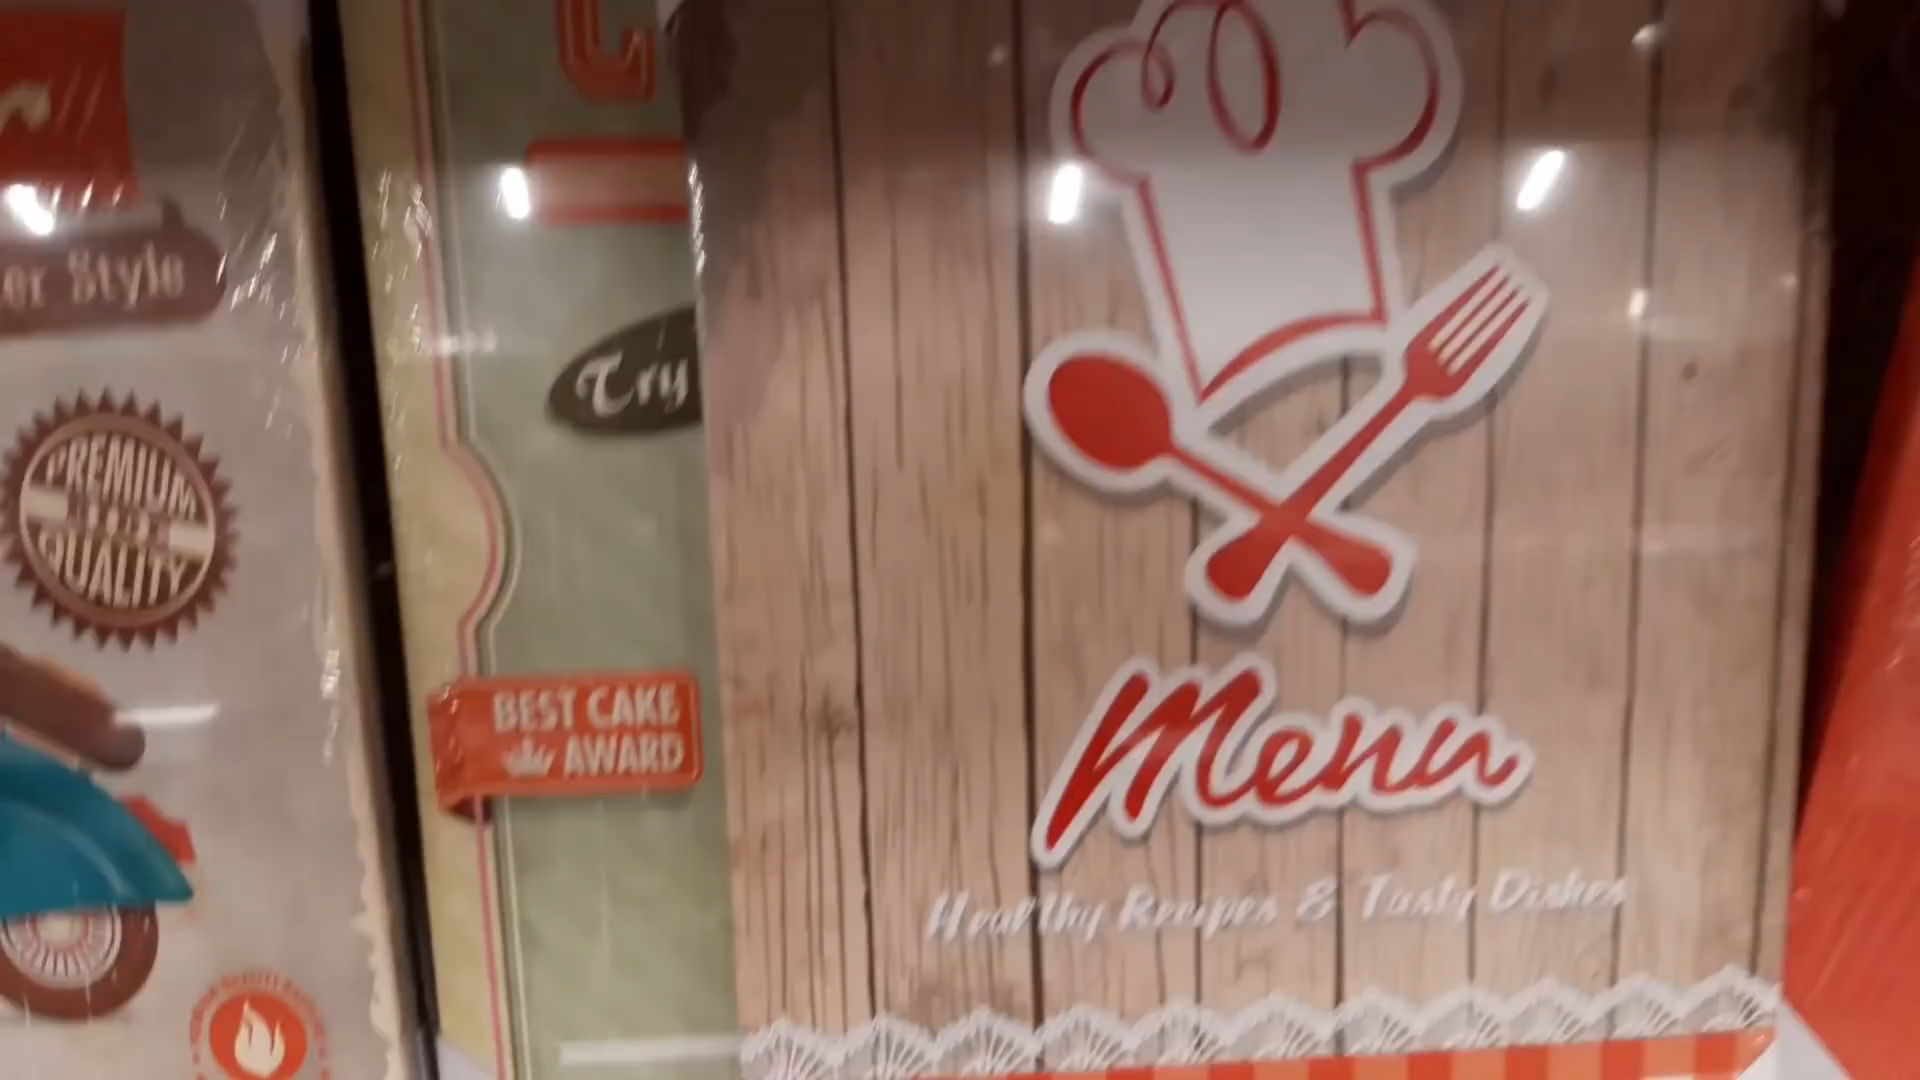 er Style
PREMIUM
QUALITY
Try
BEST CAKE
AWARD
Menu
Healthy Recipes & Tasty Dishes